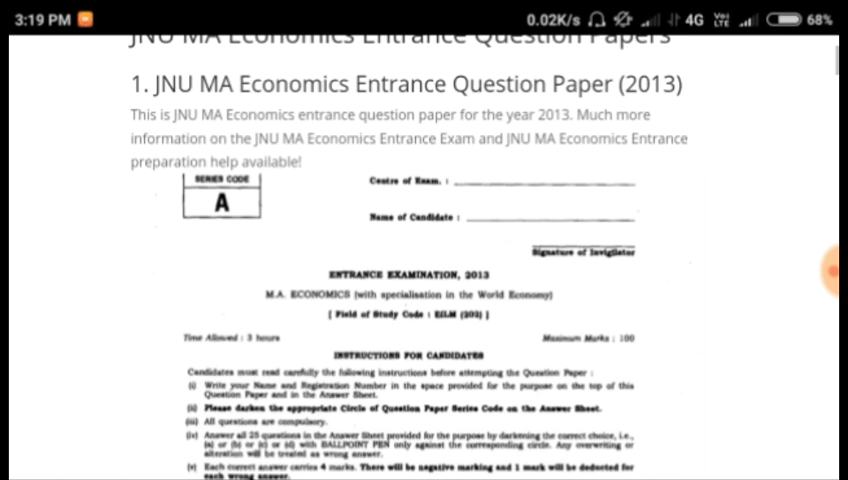 3:19 PM 0.02K/s 4G VoLTE 68%
JNU MA Economics Entrance Question Papers
1. JNU MA Economics Entrance Question Paper (2013)
This is JNU MA Economics entrance question paper for the year 2013. Much more
information on the JNU MA Economics Entrance Exam and JNU MA Economics Entrance
preparation help available!
SERIES CODE
A
Centre of Exam. :
Name of Candidate :
Signature of Invigilator
ENTRANCE EXAMINATION, 2013
M.A. ECONOMICS (with specialisation in the World Economy)
[ Field of Study Code : EILM (203) ]
Time Allowed : 3 hours Maximum Marks : 100
INSTRUCTIONS FOR CANDIDATES
Candidates must read carefully the following instructions before attempting the Question Paper :
(i) Write your Name and Registration Number in the space provided for the purpose on the top of this
Question Paper and in the Answer Sheet.
(ii) Please darken the appropriate Circle of Question Paper Series Code on the Answer Sheet.
(iii) All questions are compulsory.
(iv) Answer all 25 questions in the Answer Sheet provided for the purpose by darkening the correct choice, i.e.,
(a) or (b) or (c) or (d) with BALLPOINT PEN only against the corresponding circle. Any overwriting or
alteration will be treated as wrong answer.
(v) Each correct answer carries 4 marks. There will be negative marking and 1 mark will be deducted for
each wrong answer.